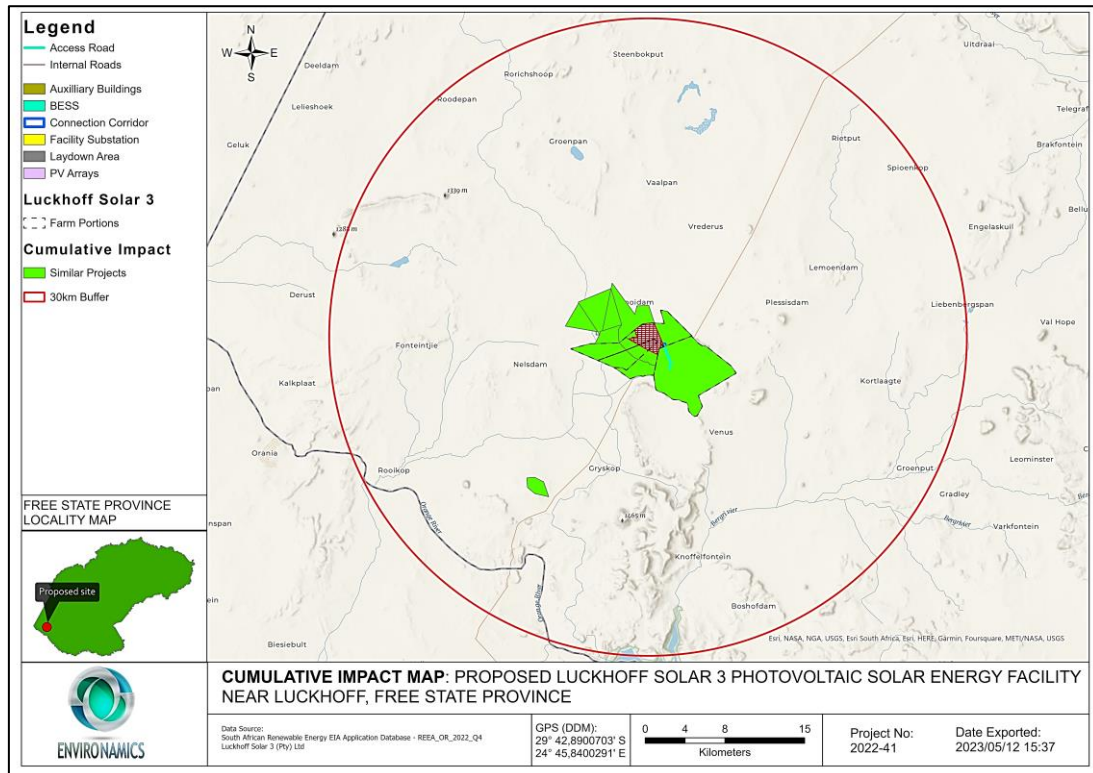 Legend
Access Road
Internal Roads
Auxilliary Buildings
BESS
Connection Corridor
Facility Substation
Laydown Area
PV Arrays
Luckhoff Solar 3
Farm Portions
Cumulative Impact
Similar Projects
30km Buffer
FREE STATE PROVINCE
LOCALITY MAP
Proposed site
ENVIRONAMICS
N
W E
S
Steenbokput
Uitdraai
Deeldam
Rorichshoop
Lelieshoek
Roodepan
Telegraf
Geluk
Groenpan
Rietput
Brakfontein
Spioenkop
Vaalpan
1339 m
Vrederus
Engelaskuil
Lemoendam
Derust
Plessisdam
Liebenbergspan
Val Hope
Fonteintjie
Nelsdam
Kalkplaat
Kortlaagte
Venus
Orania
Rooikop
Gryskop
Groenput
Leominster
Gradley
Orange River
Varkfontein
Knoffelfontein
Boshofdam
Orange River
Biesiebult
Esri, NASA, NGA, USGS, Esri South Africa, Esri, HERE, Garmin, Foursquare, METI/NASA, USGS
CUMULATIVE IMPACT MAP: PROPOSED LUCKHOFF SOLAR 3 PHOTOVOLTAIC SOLAR ENERGY FACILITY
NEAR LUCKHOFF, FREE STATE PROVINCE
Data Source:
South African Renewable Energy EIA Application Database - REEA_OR_2022_Q4
Luckhoff Solar 3 (Pty) Ltd
GPS (DDM):
29° 42,8900703' S
24° 45,8400291' E
0 4 8 15
Kilometers
Project No:
2022-41
Date Exported:
2023/05/12 15:37